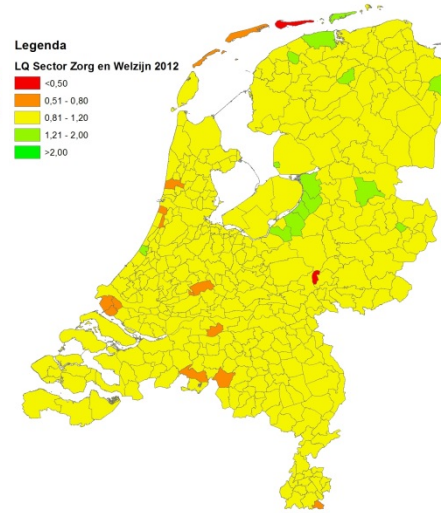 Legenda
LQ Sector Zorg en Welzijn 2012
<0,50
0,51 - 0,80
0,81 - 1,20
1,21 - 2,00
>2,00